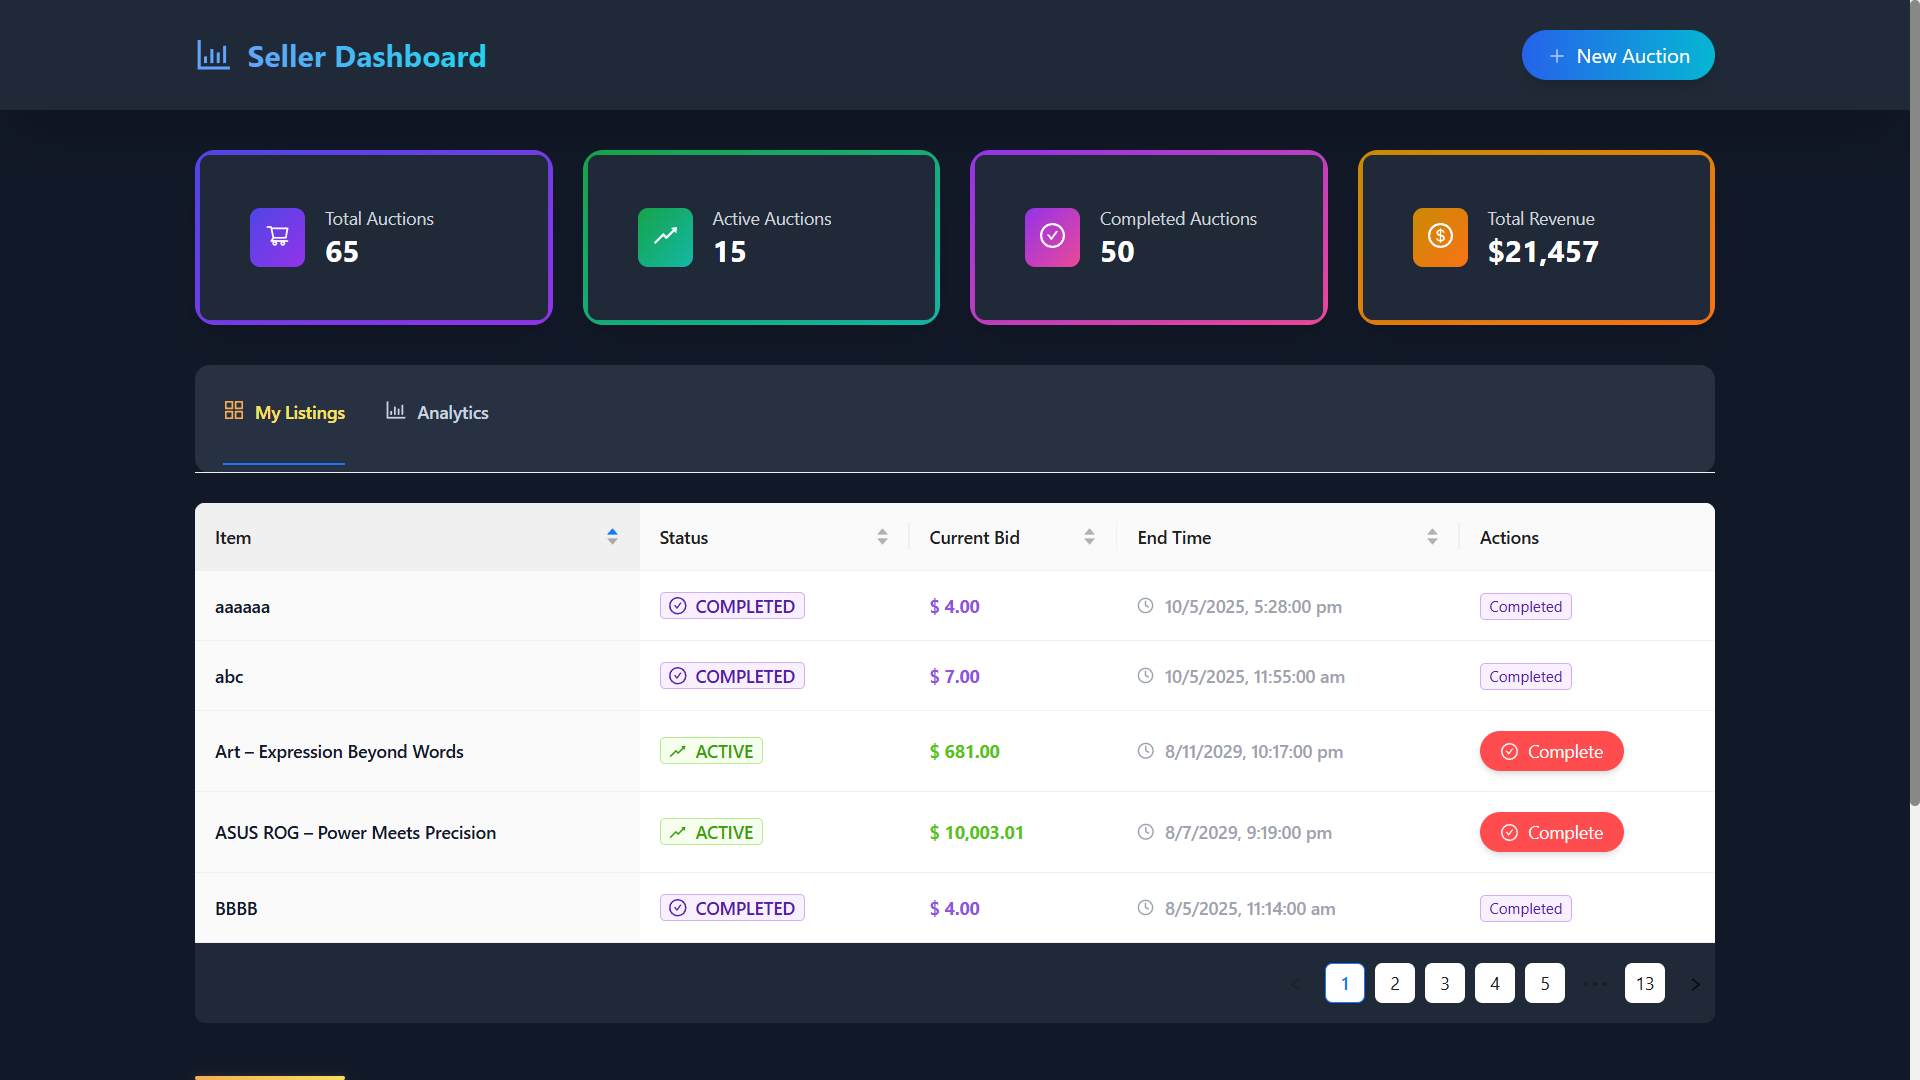 Seller Dashboard
New Auction
Total Auctions
65
Active Auctions
15
Completed Auctions
50
Total Revenue
$21,457
My Listings
Analytics
Item Status Current Bid End Time Actions
aaaaaa COMPLETED $ 4.00 10/5/2025, 5:28:00 pm Completed
abc COMPLETED $ 7.00 10/5/2025, 11:55:00 am Completed
Art – Expression Beyond Words ACTIVE $ 681.00 8/11/2029, 10:17:00 pm Complete
ASUS ROG – Power Meets Precision ACTIVE $ 10,003.01 8/7/2029, 9:19:00 pm Complete
BBBB COMPLETED $ 4.00 8/5/2025, 11:14:00 am Completed
1 2 3 4 5 ••• 13